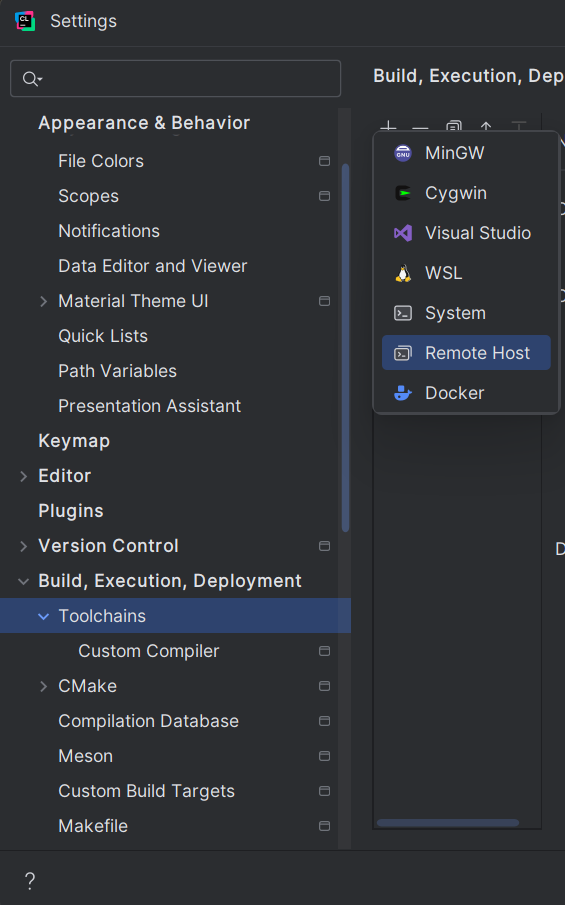 CL
Settings
Build, Execution, Dep
Appearance & Behavior
File Colors
Scopes
Notifications
Data Editor and Viewer
Material Theme UI
Quick Lists
Path Variables
Presentation Assistant
Keymap
Editor
Plugins
Version Control
Build, Execution, Deployment
Toolchains
Custom Compiler
CMake
Compilation Database
Meson
Custom Build Targets
Makefile
GNU
MinGW
Cygwin
Visual Studio
WSL
System
Remote Host
Docker
D
?